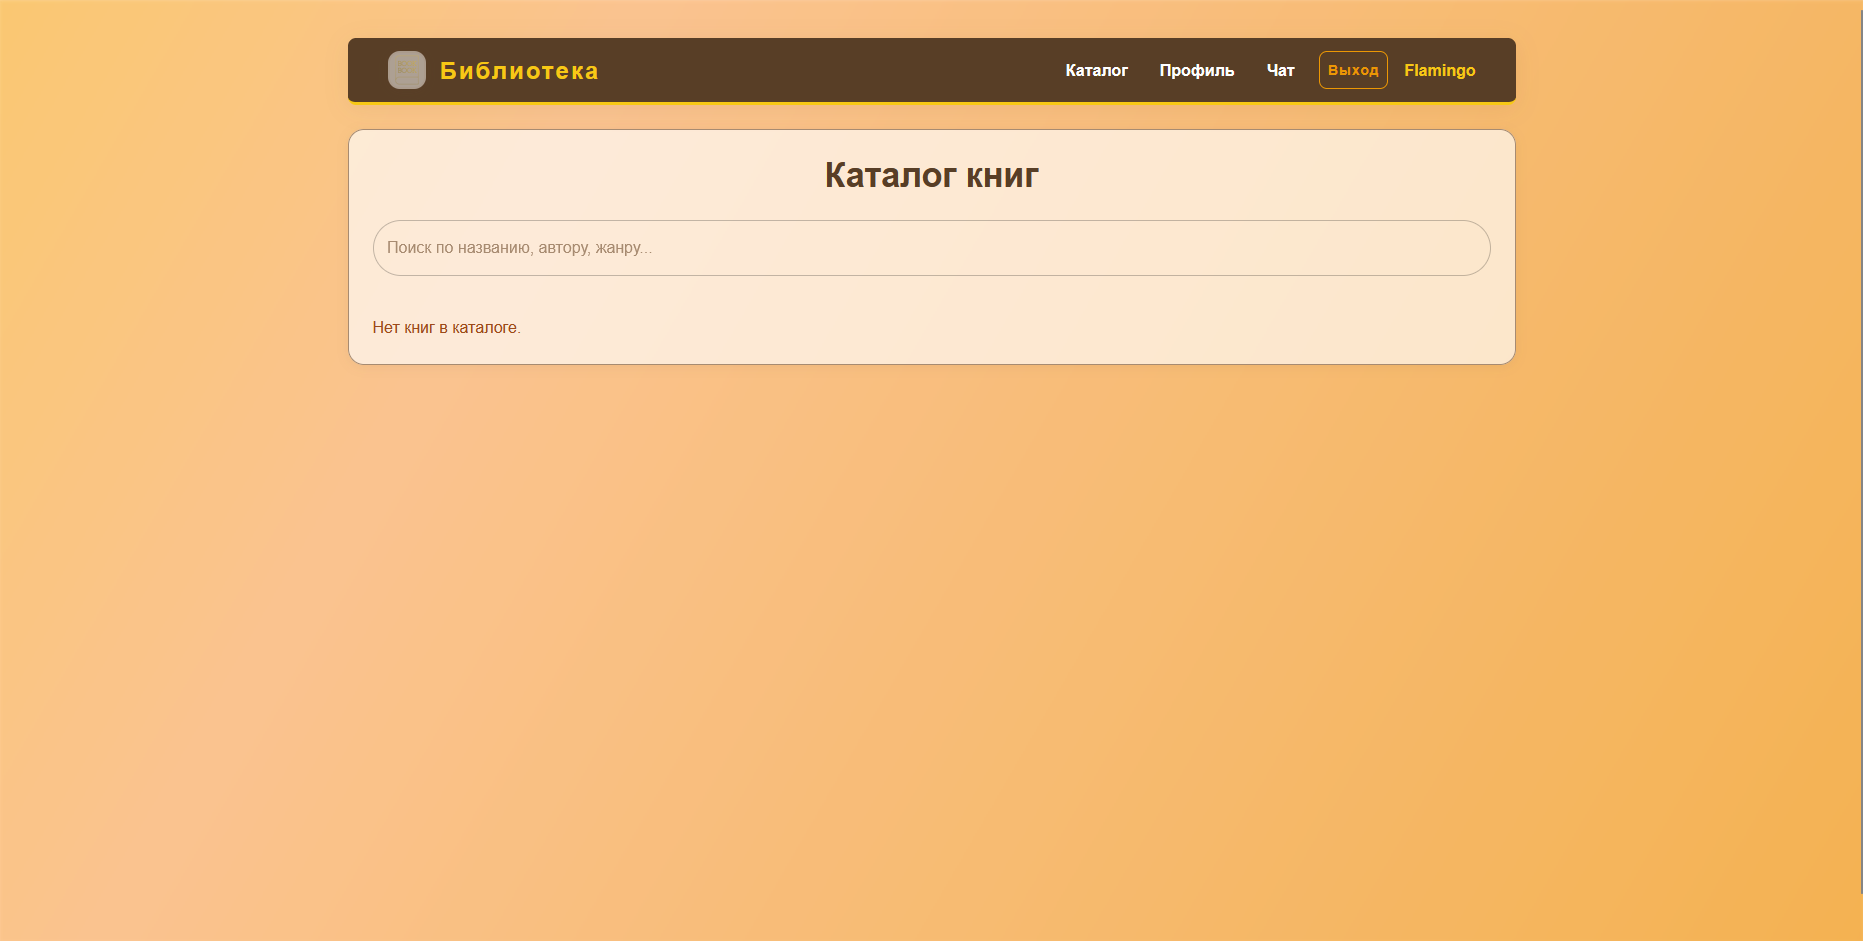 Библиотека
Каталог Профиль Чат Выход Flamingo
Каталог книг
Поиск по названию, автору, жанру...
Нет книг в каталоге.